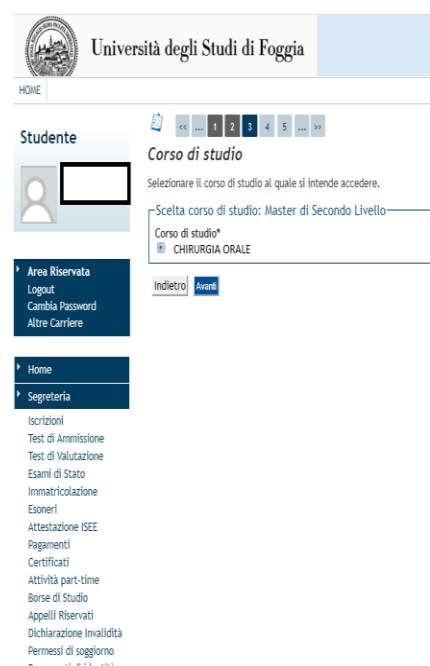 Università degli Studi di Foggia
HOME
Studente
<< ... 1 2 3 4 5 ... >>
Corso di studio
Selezionare il corso di studio al quale si intende accedere.
Scelta corso di studio: Master di Secondo Livello
Corso di studio*
CHIRURGIA ORALE
Indietro Avanti
Area Riservata
Logout
Cambia Password
Altre Carriere
Home
Segreteria
Iscrizioni
Test di Ammissione
Test di Valutazione
Esami di Stato
Immatricolazione
Esoneri
Attestazione ISEE
Pagamenti
Certificati
Attività part-time
Borse di Studio
Appelli Riservati
Dichiarazione Invalidità
Permessi di soggiorno